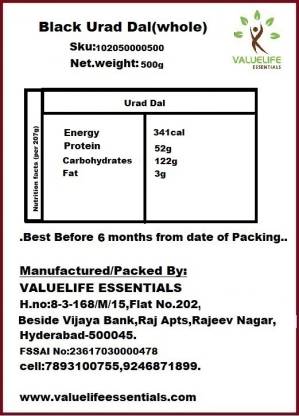 Black Urad Dal(whole)
Sku:102050000500
Net.weight: 500g
VALUELIFE
ESSENTIALS
Nutrition facts (per 207g)
Urad Dal
Energy 341cal
Protein 52g
Carbohydrates 122g
Fat 3g
.Best Before 6 months from date of Packing..
Manufactured/Packed By:
VALUELIFE ESSENTIALS
H.no:8-3-168/M/15,Flat No.202,
Beside Vijaya Bank,Raj Apts,Rajeev Nagar,
Hyderabad-500045.
FSSAI No:23617030000478
cell:7893100755,9246871899.
www.valuelifeessentials.com